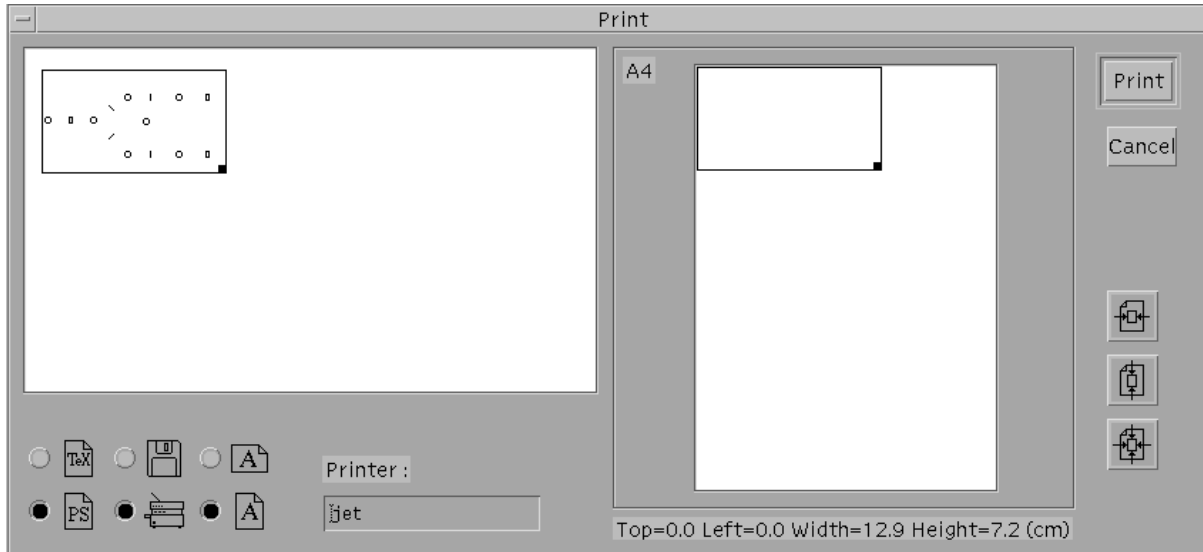 Print
A4
Print
Cancel
TeX
A
Printer :
PS
A
jet
Top=0.0 Left=0.0 Width=12.9 Height=7.2 (cm)